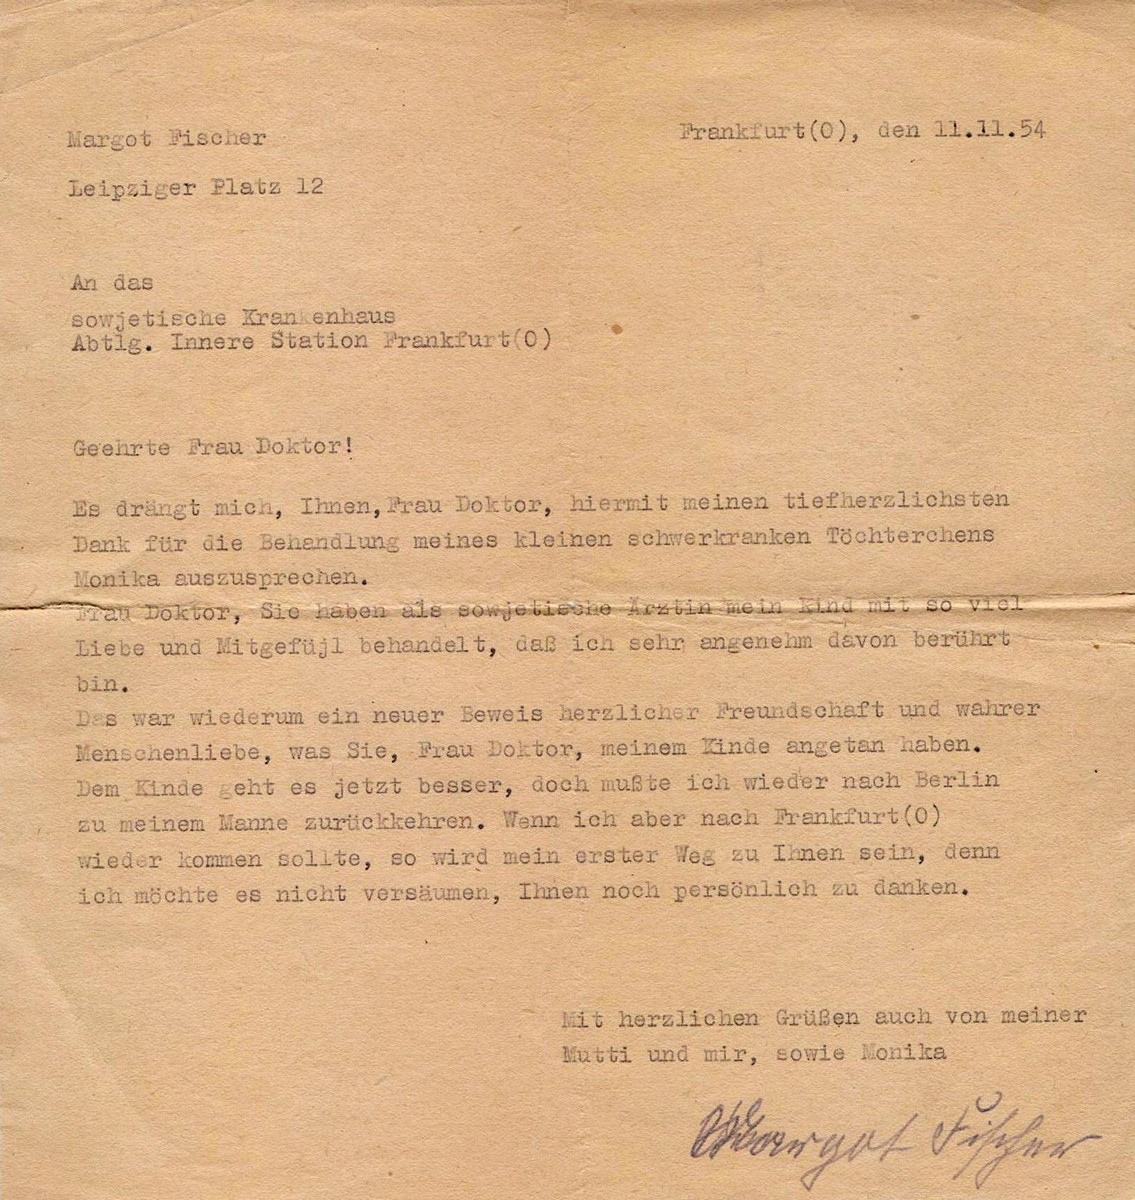 Margot Fischer
Frankfurt(O), den 11.11.54
Leipziger Platz 12
An das
sowjetische Krankenhaus
Abtlg. Innere Station Frankfurt(O)
Geehrte Frau Doktor!
Es drängt mich, Ihnen,Frau Doktor, hiermit meinen tiefherzlichsten
Dank für die Behandlung meines kleinen schwerkranken Töchterchens
Monika auszusprechen.
Frau Doktor, Sie haben als sowjetische Ärztin mein Kind mit so viel
Liebe und Mitgefüjl behandelt, daß ich sehr angenehm davon berührt
bin.
Das war wiederum ein neuer Beweis herzlicher Freundschaft und wahrer
Menschenliebe, was Sie, Frau Doktor, meinem Kinde angetan haben.
Dem Kinde geht es jetzt besser, doch mußte ich wieder nach Berlin
zu meinem Manne zurückkehren. Wenn ich aber nach Frankfurt(O)
wieder kommen sollte, so wird mein erster Weg zu Ihnen sein, denn
ich möchte es nicht versäumen, Ihnen noch persönlich zu danken.
Mit herzlichen Grüßen auch von meiner
Mutti und mir, sowie Monika
Margot Fischer